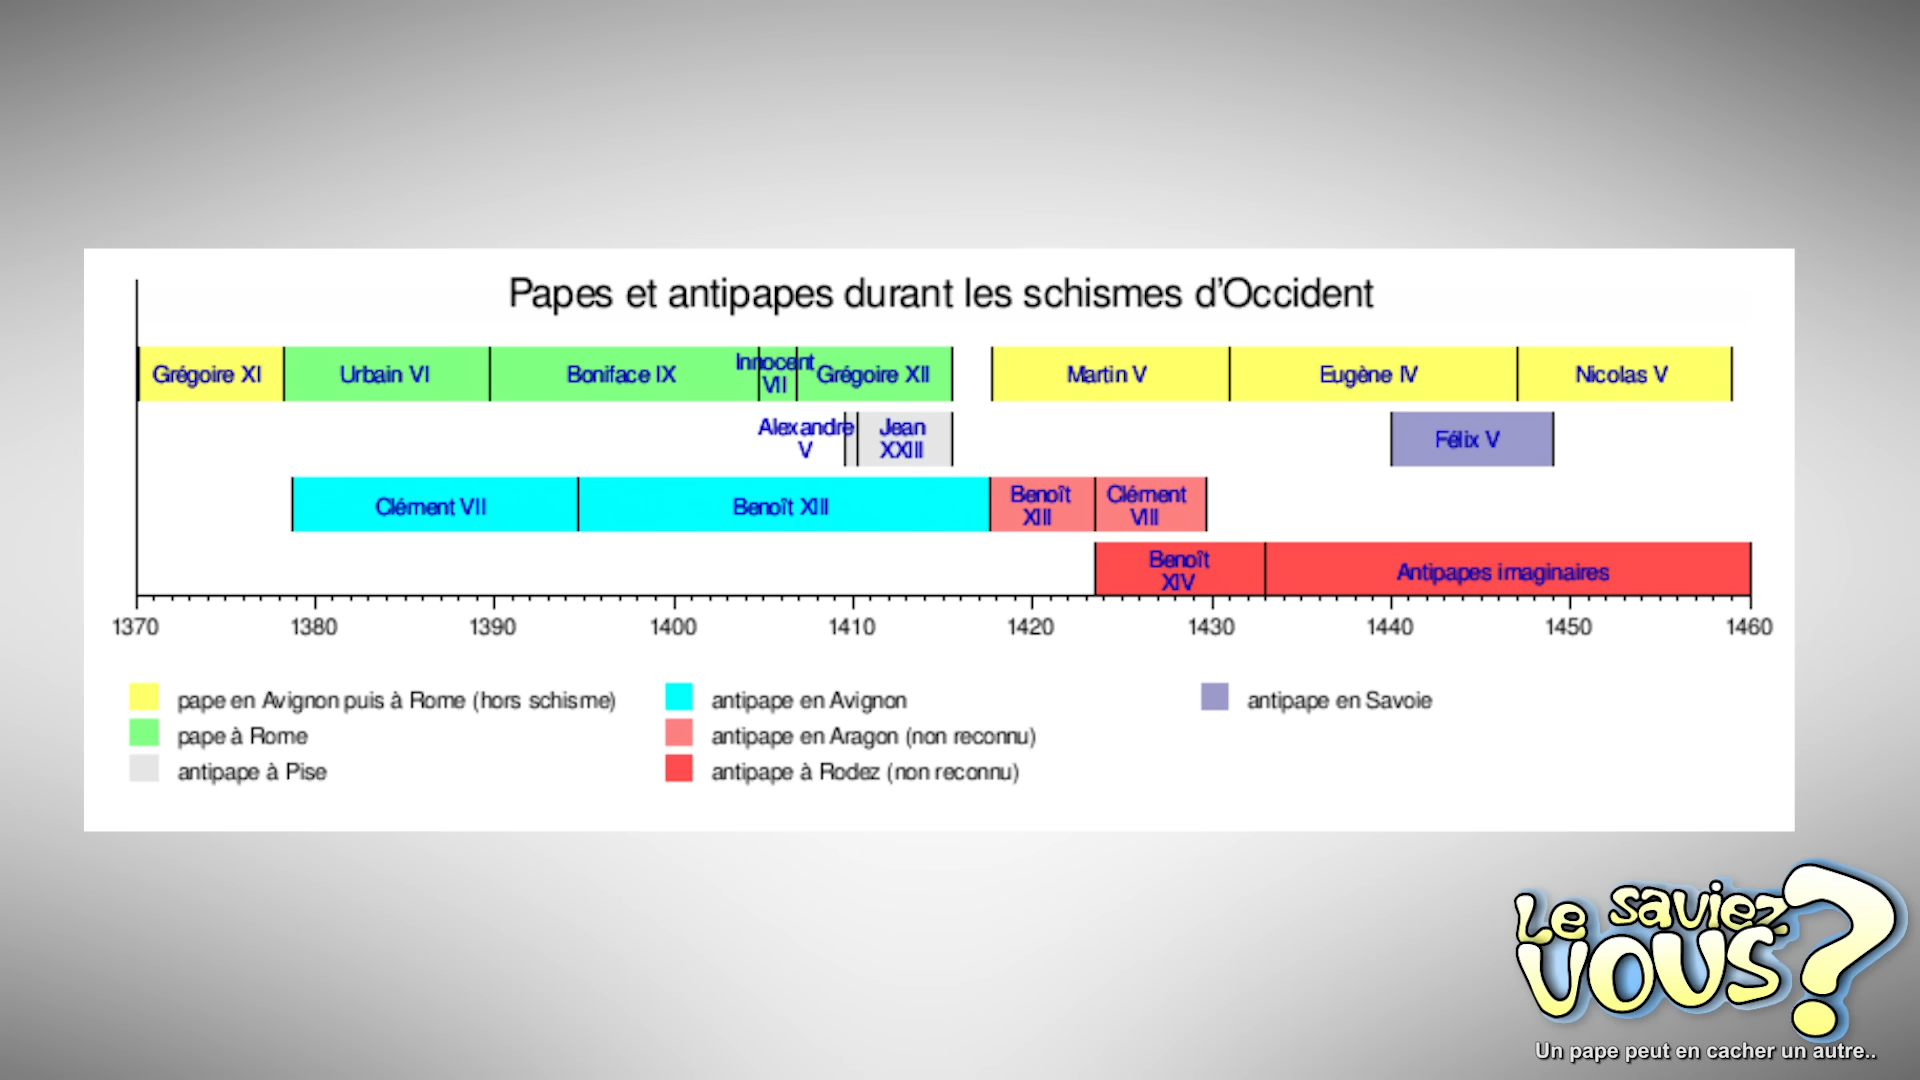 Papes et antipapes durant les schismes d'Occident
Grégoire XI
Urbain VI
Boniface IX
Innocent
VII
Grégoire XII
Martin V
Eugène IV
Nicolas V
Alexandre
V
Jean
XXIII
Félix V
Clément VII
Benoît XIII
Benoît
XIII
Clément
VIII
Benoît
XIV
Antipapes imaginaires
1370
1380
1390
1400
1410
1420
1430
1440
1450
1460
pape en Avignon puis à Rome (hors schisme)
pape à Rome
antipape à Pise
antipape en Avignon
antipape en Aragon (non reconnu)
antipape à Rodez (non reconnu)
antipape en Savoie
Le saviez
vous?
Un pape peut en cacher un autre..